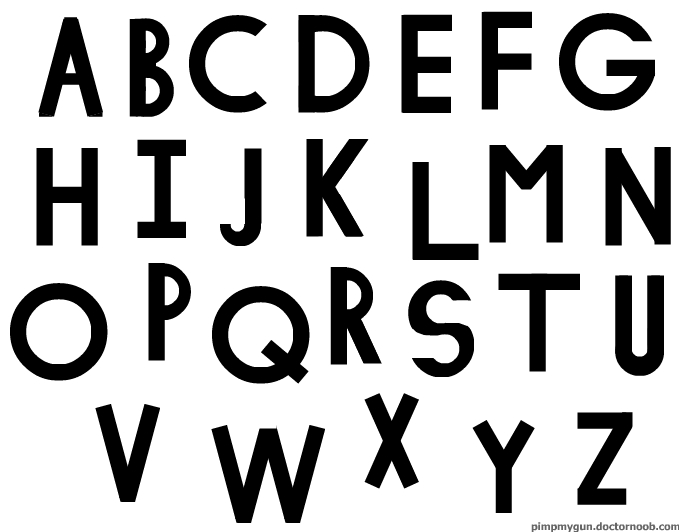 ABCDEFG
HIJKLMN
OPQRSTU
VWXYZ
pimpmygun.doctornoob.com